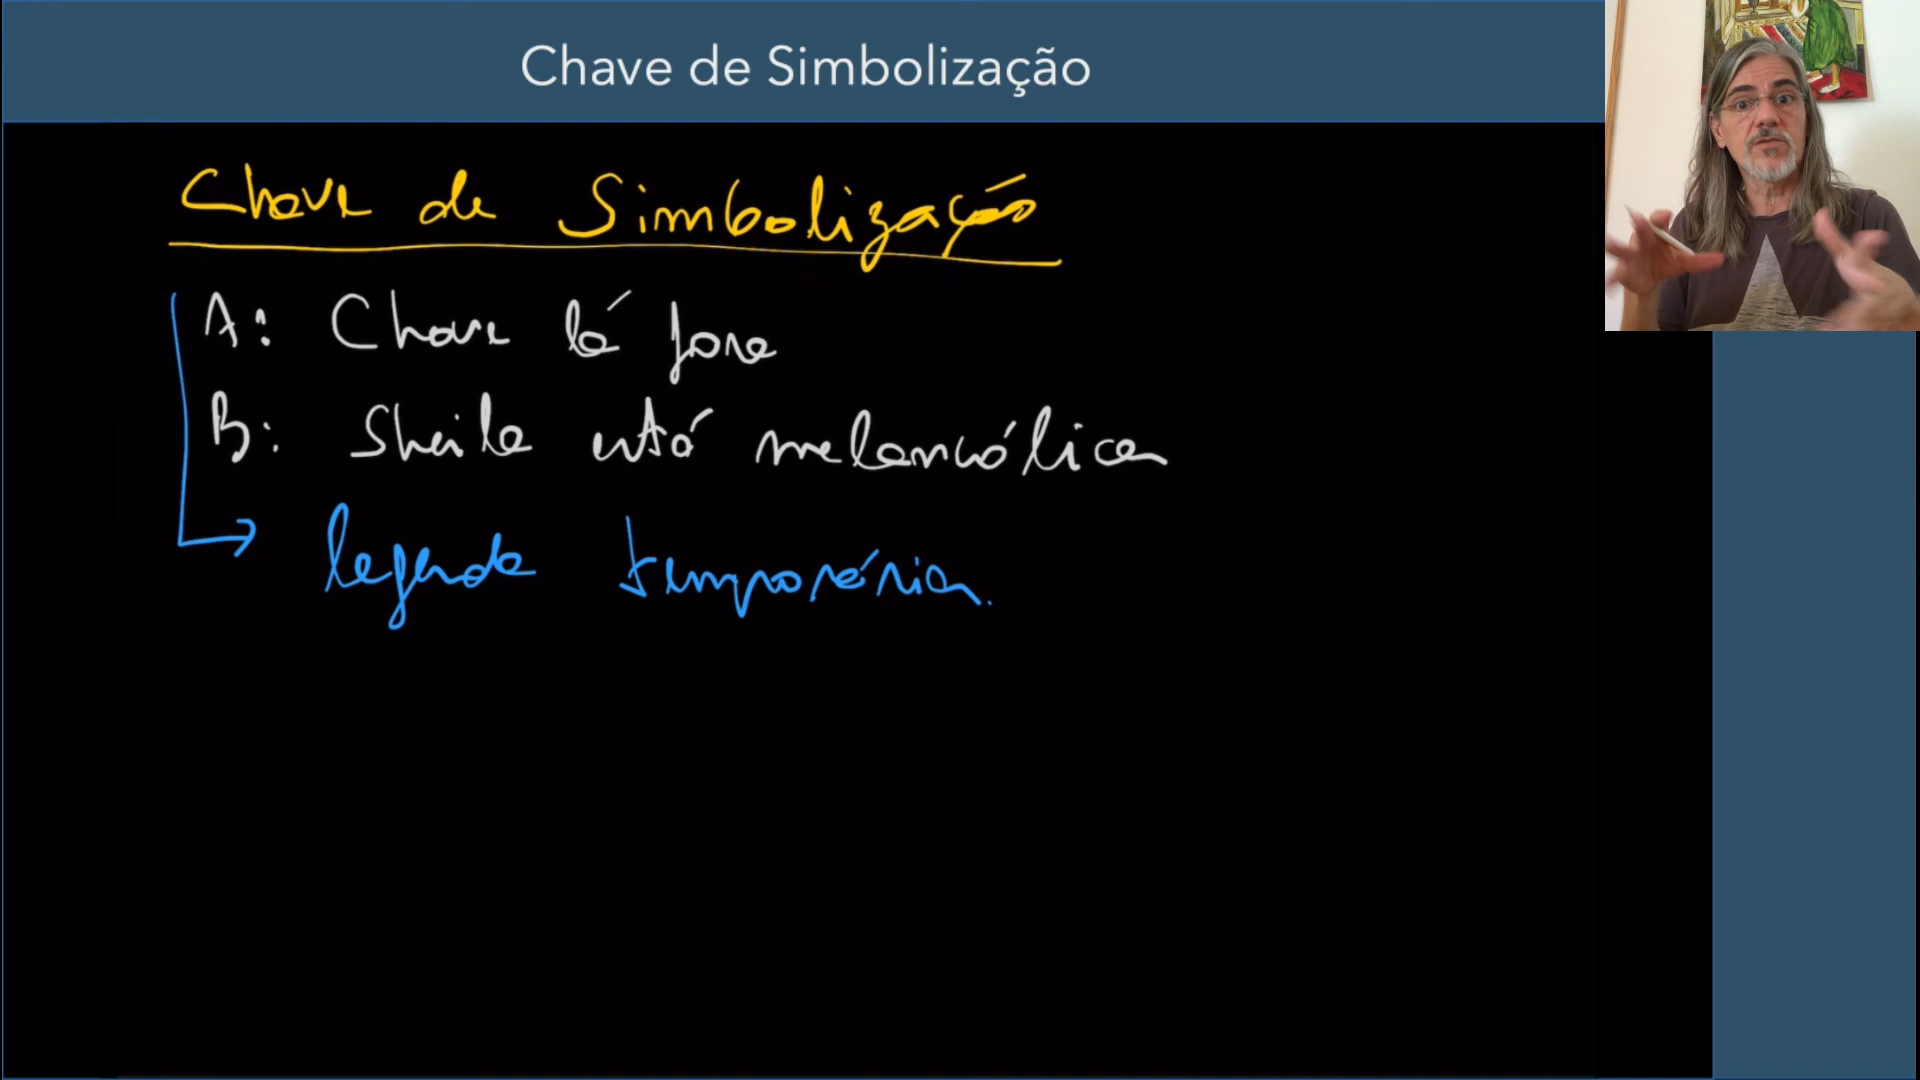 Chave de Simbolização
Chave de Simbolização
A: Chove lá fora
B: Sheila está melancólica
legenda temporária.